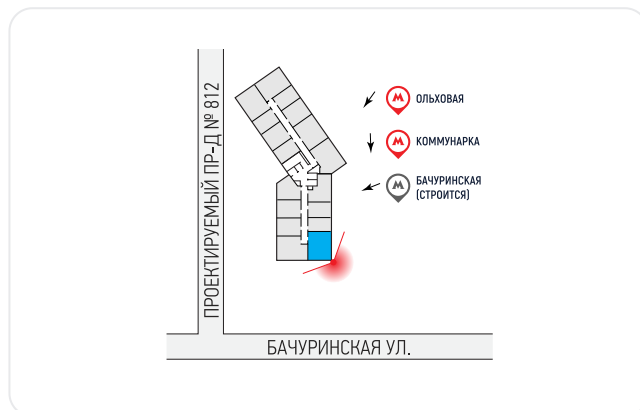 ПРОЕКТИРУЕМЫЙ ПР-Д № 812
ОЛЬХОВАЯ
КОММУНАРКА
БАЧУРИНСКАЯ
(СТРОИТСЯ)
БАЧУРИНСКАЯ УЛ.